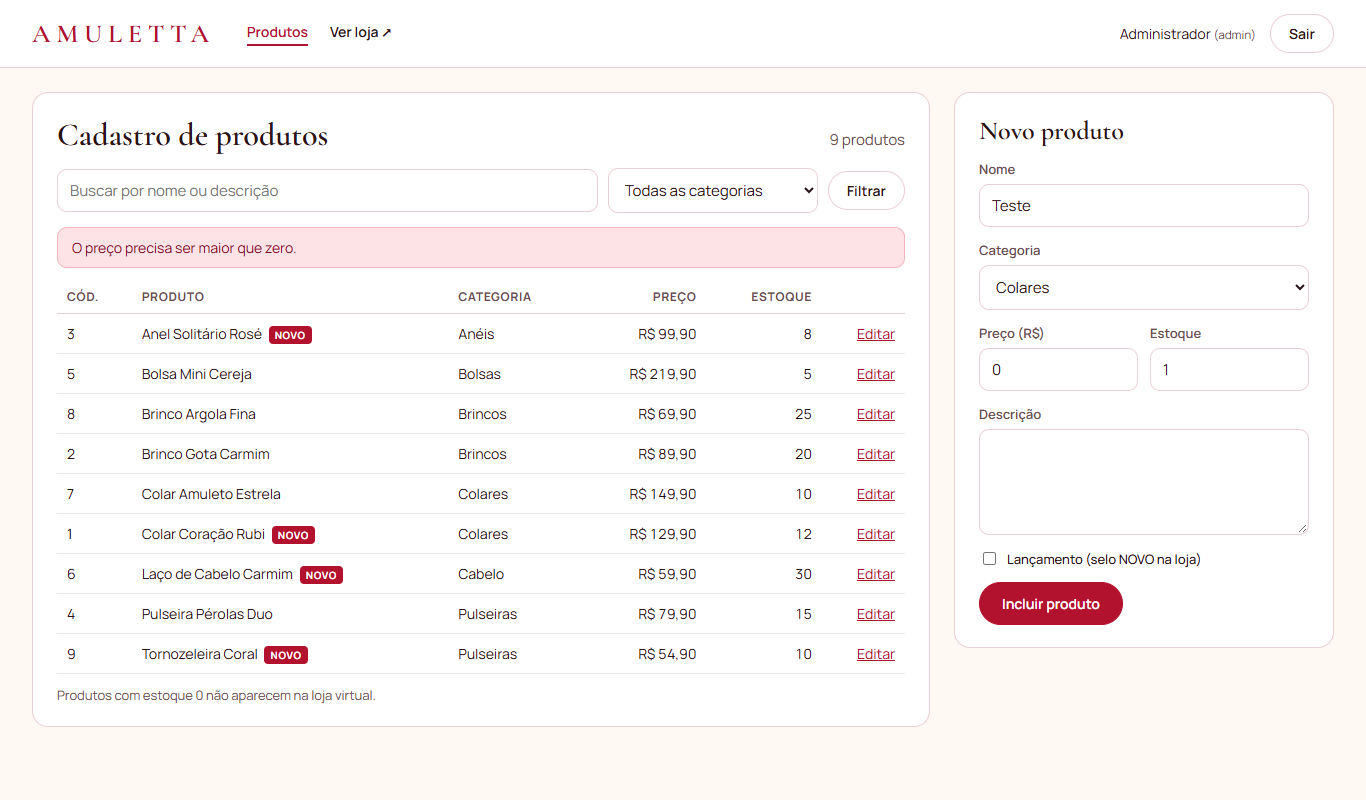 AMULETTA Produtos Ver loja ↗ Administrador (admin) Sair
Cadastro de produtos
9 produtos
Buscar por nome ou descrição Todas as categorias Filtrar
O preço precisa ser maior que zero.
CÓD. PRODUTO CATEGORIA PREÇO ESTOQUE
3 Anel Solitário Rosé NOVO Anéis R$ 99,90 8 Editar
5 Bolsa Mini Cereja Bolsas R$ 219,90 5 Editar
8 Brinco Argola Fina Brincos R$ 69,90 25 Editar
2 Brinco Gota Carmim Brincos R$ 89,90 20 Editar
7 Colar Amuleto Estrela Colares R$ 149,90 10 Editar
1 Colar Coração Rubi NOVO Colares R$ 129,90 12 Editar
6 Laço de Cabelo Carmim NOVO Cabelo R$ 59,90 30 Editar
4 Pulseira Pérolas Duo Pulseiras R$ 79,90 15 Editar
9 Tornozeleira Coral NOVO Pulseiras R$ 54,90 10 Editar
Produtos com estoque 0 não aparecem na loja virtual.
Novo produto
Nome
Teste
Categoria
Colares
Preço (R$) Estoque
0 1
Descrição
Lançamento (selo NOVO na loja)
Incluir produto